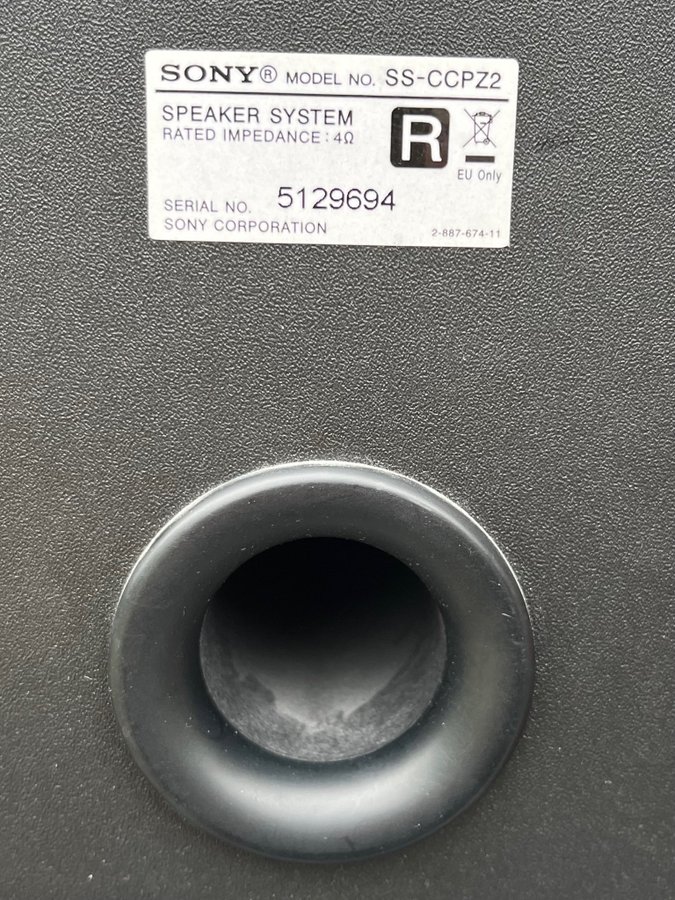 SONY® MODEL NO. SS-CCPZ2
SPEAKER SYSTEM
RATED IMPEDANCE: 4Ω
R
EU Only
SERIAL NO. 5129694
SONY CORPORATION
2-887-674-11